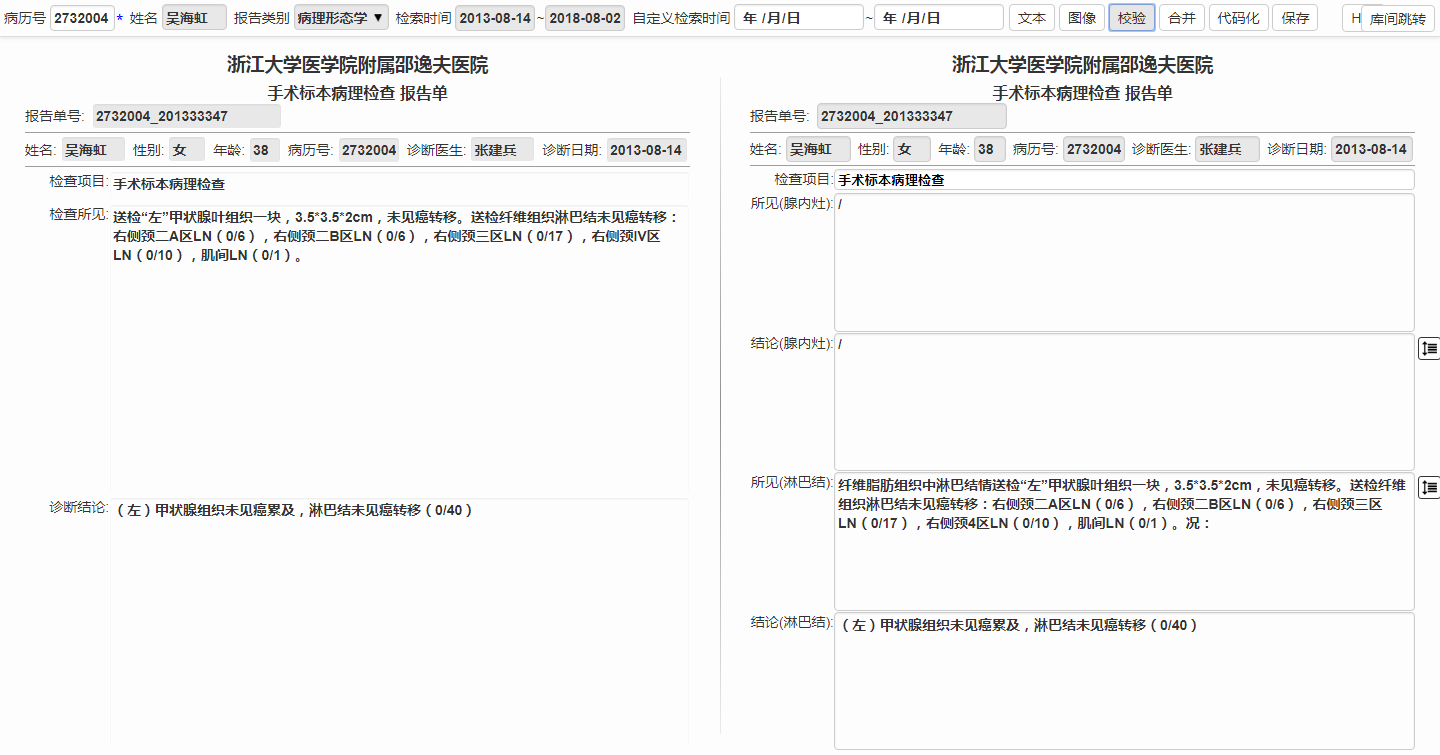 病历号 2732004 * 姓名 吴海虹 报告类别 病理形态学 ▼ 检索时间 2013-08-14 ~ 2018-08-02 自定义检索时间 年 /月/日 ~ 年 /月/日 文本 图像 校验 合并 代码化 保存 H 库间跳转
浙江大学医学院附属邵逸夫医院
手术标本病理检查 报告单
报告单号: 2732004_201333347
姓名: 吴海虹 性别: 女 年龄: 38 病历号: 2732004 诊断医生: 张建兵 诊断日期: 2013-08-14
检查项目: 手术标本病理检查
检查所见: 送检“左”甲状腺叶组织一块，3.5*3.5*2cm，未见癌转移。送检纤维组织淋巴结未见癌转移：
右侧颈二A区LN（0/6），右侧颈二B区LN（0/6），右侧颈三区LN（0/17），右侧颈IV区
LN（0/10），肌间LN（0/1）。
诊断结论: （左）甲状腺组织未见癌累及，淋巴结未见癌转移（0/40）
浙江大学医学院附属邵逸夫医院
手术标本病理检查 报告单
报告单号: 2732004_201333347
姓名: 吴海虹 性别: 女 年龄: 38 病历号: 2732004 诊断医生: 张建兵 诊断日期: 2013-08-14
检查项目: 手术标本病理检查
所见(腺内灶): /
结论(腺内灶): /
所见(淋巴结): 纤维脂肪组织中淋巴结情送检“左”甲状腺叶组织一块，3.5*3.5*2cm，未见癌转移。送检纤维
组织淋巴结未见癌转移：右侧颈二A区LN（0/6），右侧颈二B区LN（0/6），右侧颈三区
LN（0/17），右侧颈4区LN（0/10），肌间LN（0/1）。况：
结论(淋巴结): （左）甲状腺组织未见癌累及，淋巴结未见癌转移（0/40）